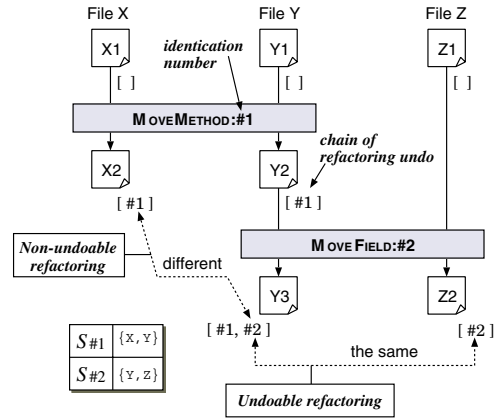 File X File Y File Z
X1 Y1 Z1
identication
number
[ ] [ ] [ ]
MoveMethod:#1
chain of
refactoring undo
X2 Y2
[ #1 ] [ #1 ]
MoveField:#2
Non-undoable
refactoring
different
Y3 Z2
[ #1, #2 ] [ #2 ]
S#1 {X,Y}
the same
S#2 {Y,Z}
Undoable refactoring